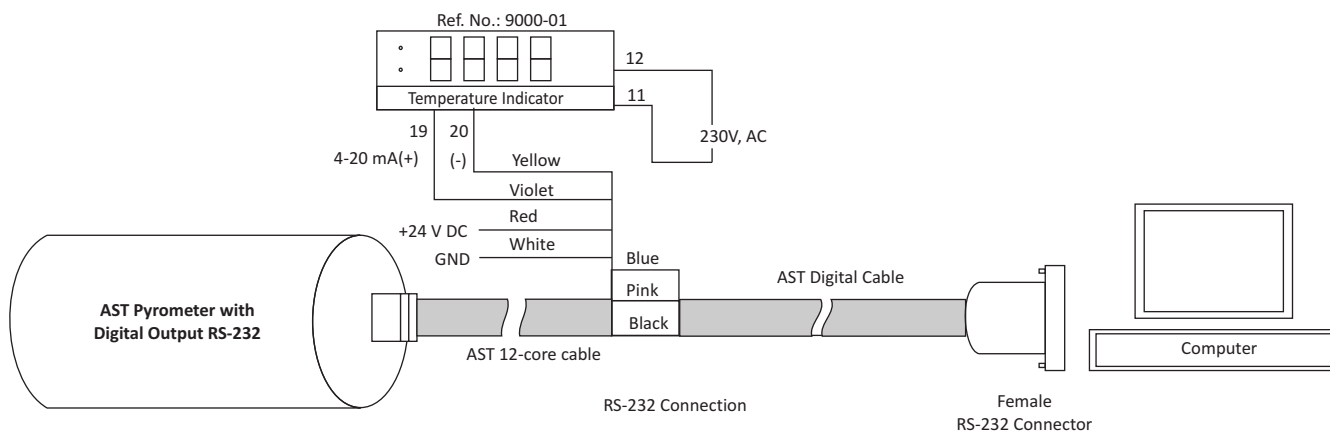 Ref. No.: 9000-01
12
Temperature Indicator
11
230V, AC
19
20
4-20 mA(+)
(-)
Yellow
Violet
Red
+24 V DC
White
GND
Blue
Pink
Black
AST Digital Cable
AST Pyrometer with
Digital Output RS-232
AST 12-core cable
Computer
RS-232 Connection
Female
RS-232 Connector